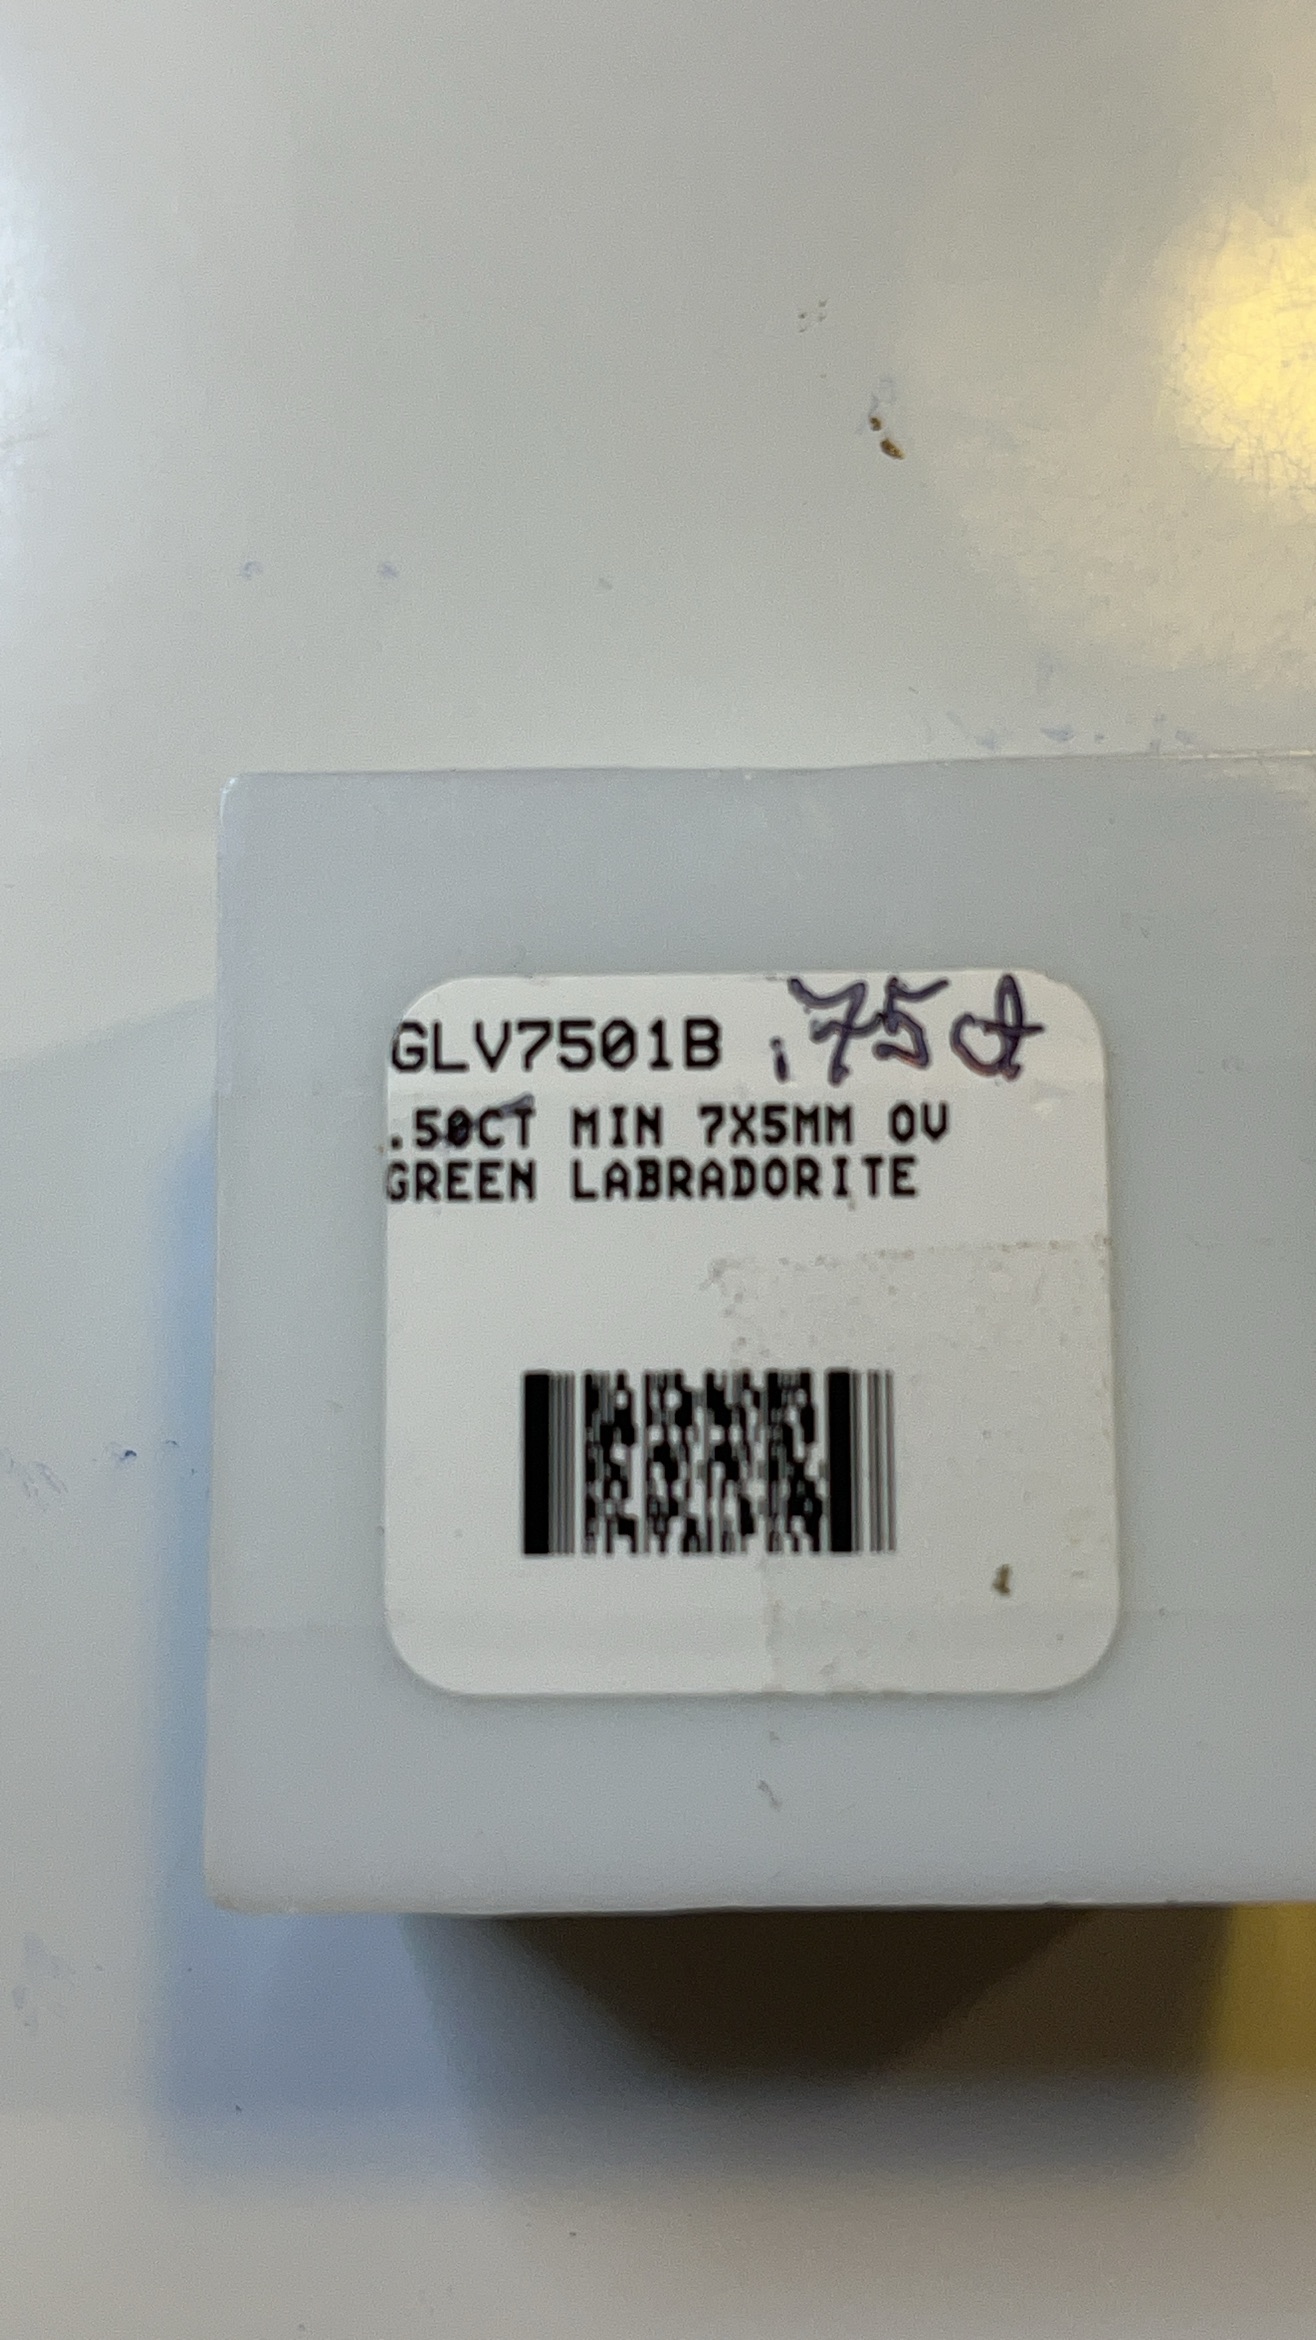 GLV7501B .75ct
.50CT MIN 7X5MM OV
GREEN LABRADORITE